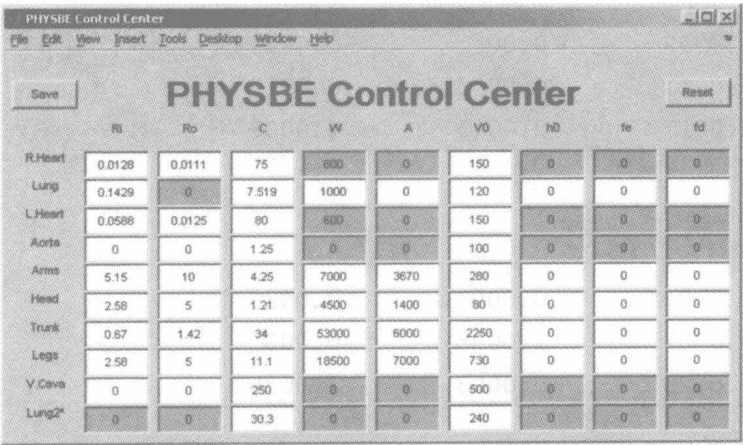 PHYSBE Control Center
File Edit View Insert Tools Desktop Window Help
Save PHYSBE Control Center Reset
Ri Ro C W A V0 h0 fe fd
R.Heart 0.0128 0.0111 75 600 0 150 0 0 0
Lung 0.1429 0 7.519 1000 0 120 0 0 0
L.Heart 0.0588 0.0125 80 600 0 150 0 0 0
Aorta 0 0 1.25 0 0 100 0 0 0
Arms 5.15 10 4.25 7000 3670 280 0 0 0
Head 2.58 5 1.21 4500 1400 80 0 0 0
Trunk 0.67 1.42 34 53000 6000 2250 0 0 0
Legs 2.58 5 11.1 18500 7000 730 0 0 0
V.Cava 0 0 250 0 0 500 0 0 0
Lung2* 0 0 30.3 0 0 240 0 0 0